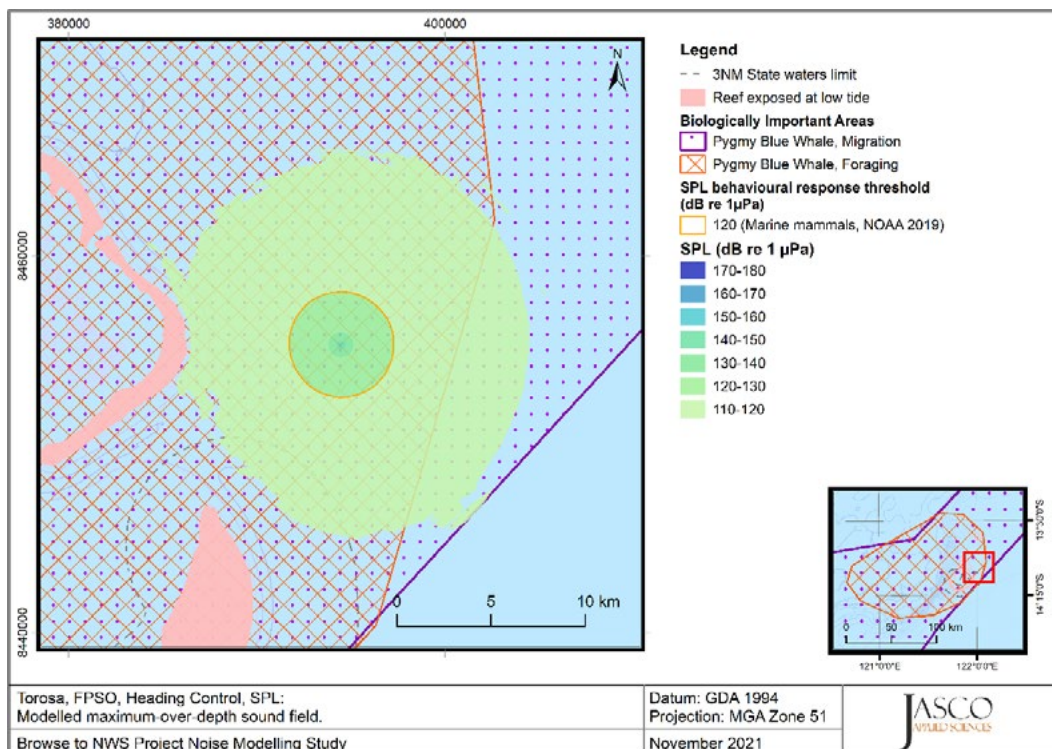 380000
400000
8460000
8440000
N
0 5 10 km
Legend
3NM State waters limit
Reef exposed at low tide
Biologically Important Areas
Pygmy Blue Whale, Migration
Pygmy Blue Whale, Foraging
SPL behavioural response threshold
(dB re 1µPa)
120 (Marine mammals, NOAA 2019)
SPL (dB re 1 µPa)
170-180
160-170
150-160
140-150
130-140
120-130
110-120
13°30'0"S
14°15'0"S
0 50 100 km
121°0'0"E
122°0'0"E
Torosa, FPSO, Heading Control, SPL:
Modelled maximum-over-depth sound field.
Browse to NWS Project Noise Modelling Study
Datum: GDA 1994
Projection: MGA Zone 51
November 2021
JASCO
APPLIED SCIENCES